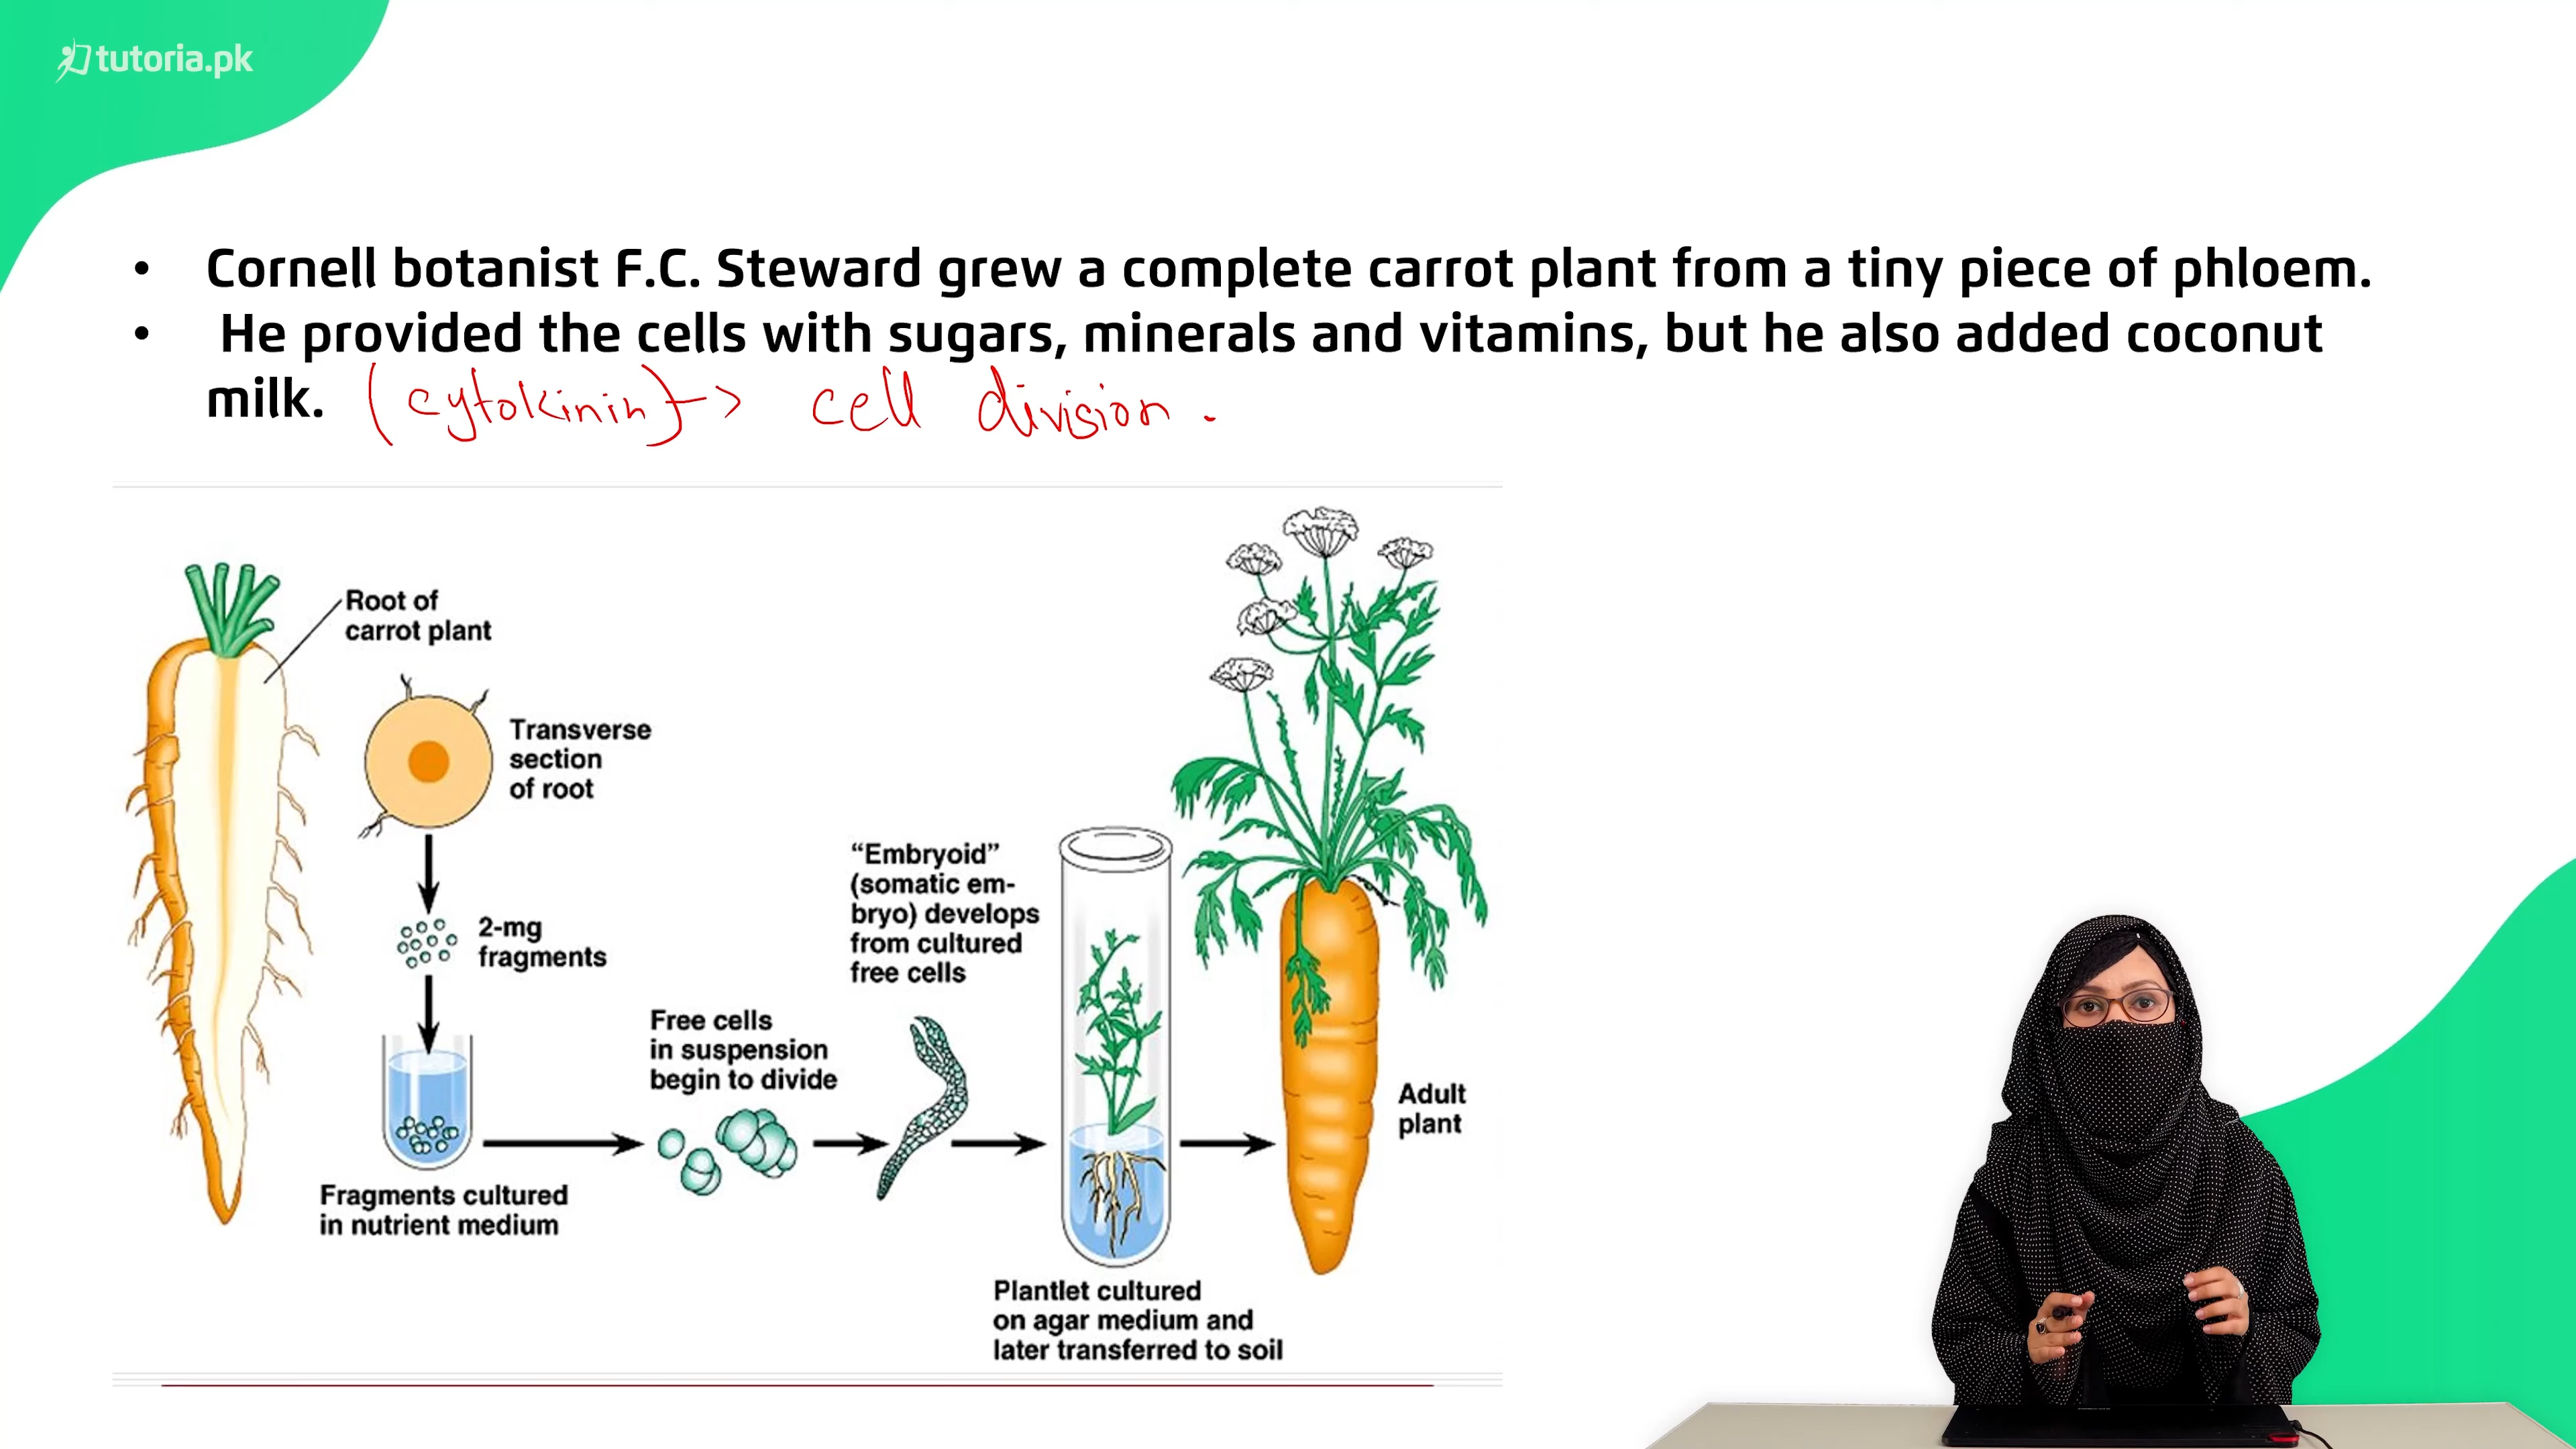 tutoria.pk
• Cornell botanist F.C. Steward grew a complete carrot plant from a tiny piece of phloem.
• He provided the cells with sugars, minerals and vitamins, but he also added coconut
milk. (cytokinin) -> cell division.
Root of
carrot plant
Transverse
section
of root
2-mg
fragments
Fragments cultured
in nutrient medium
Free cells
in suspension
begin to divide
“Embryoid”
(somatic em-
bryo) develops
from cultured
free cells
Plantlet cultured
on agar medium and
later transferred to soil
Adult
plant